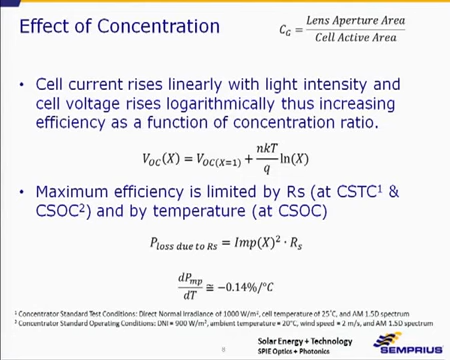 Effect of Concentration
C_G = Lens Aperture Area / Cell Active Area
• Cell current rises linearly with light intensity and
cell voltage rises logarithmically thus increasing
efficiency as a function of concentration ratio.
V_OC(X) = V_OC(X=1) + nkT/q ln(X)
• Maximum efficiency is limited by Rs (at CSTC¹ &
CSOC²) and by temperature (at CSOC)
P_loss due to Rs = Imp(X)² · R_s
dP_mp/dT ≅ −0.14%/°C
¹ Concentrator Standard Test Conditions: Direct Normal Irradiance of 1000 W/m², cell temperature of 25°C, and AM 1.5D spectrum
² Concentrator Standard Operating Conditions: DNI = 900 W/m², ambient temperature = 20°C, wind speed = 2 m/s, and AM 1.5D spectrum
Solar Energy + Technology
SPIE Optics + Photonics
SEMPRIUS